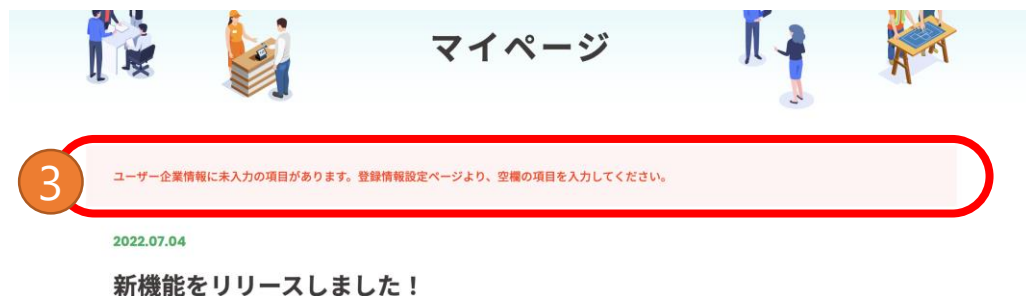 マイページ
3
ユーザー企業情報に未入力の項目があります。登録情報設定ページより、空欄の項目を入力してください。
2022.07.04
新機能をリリースしました！